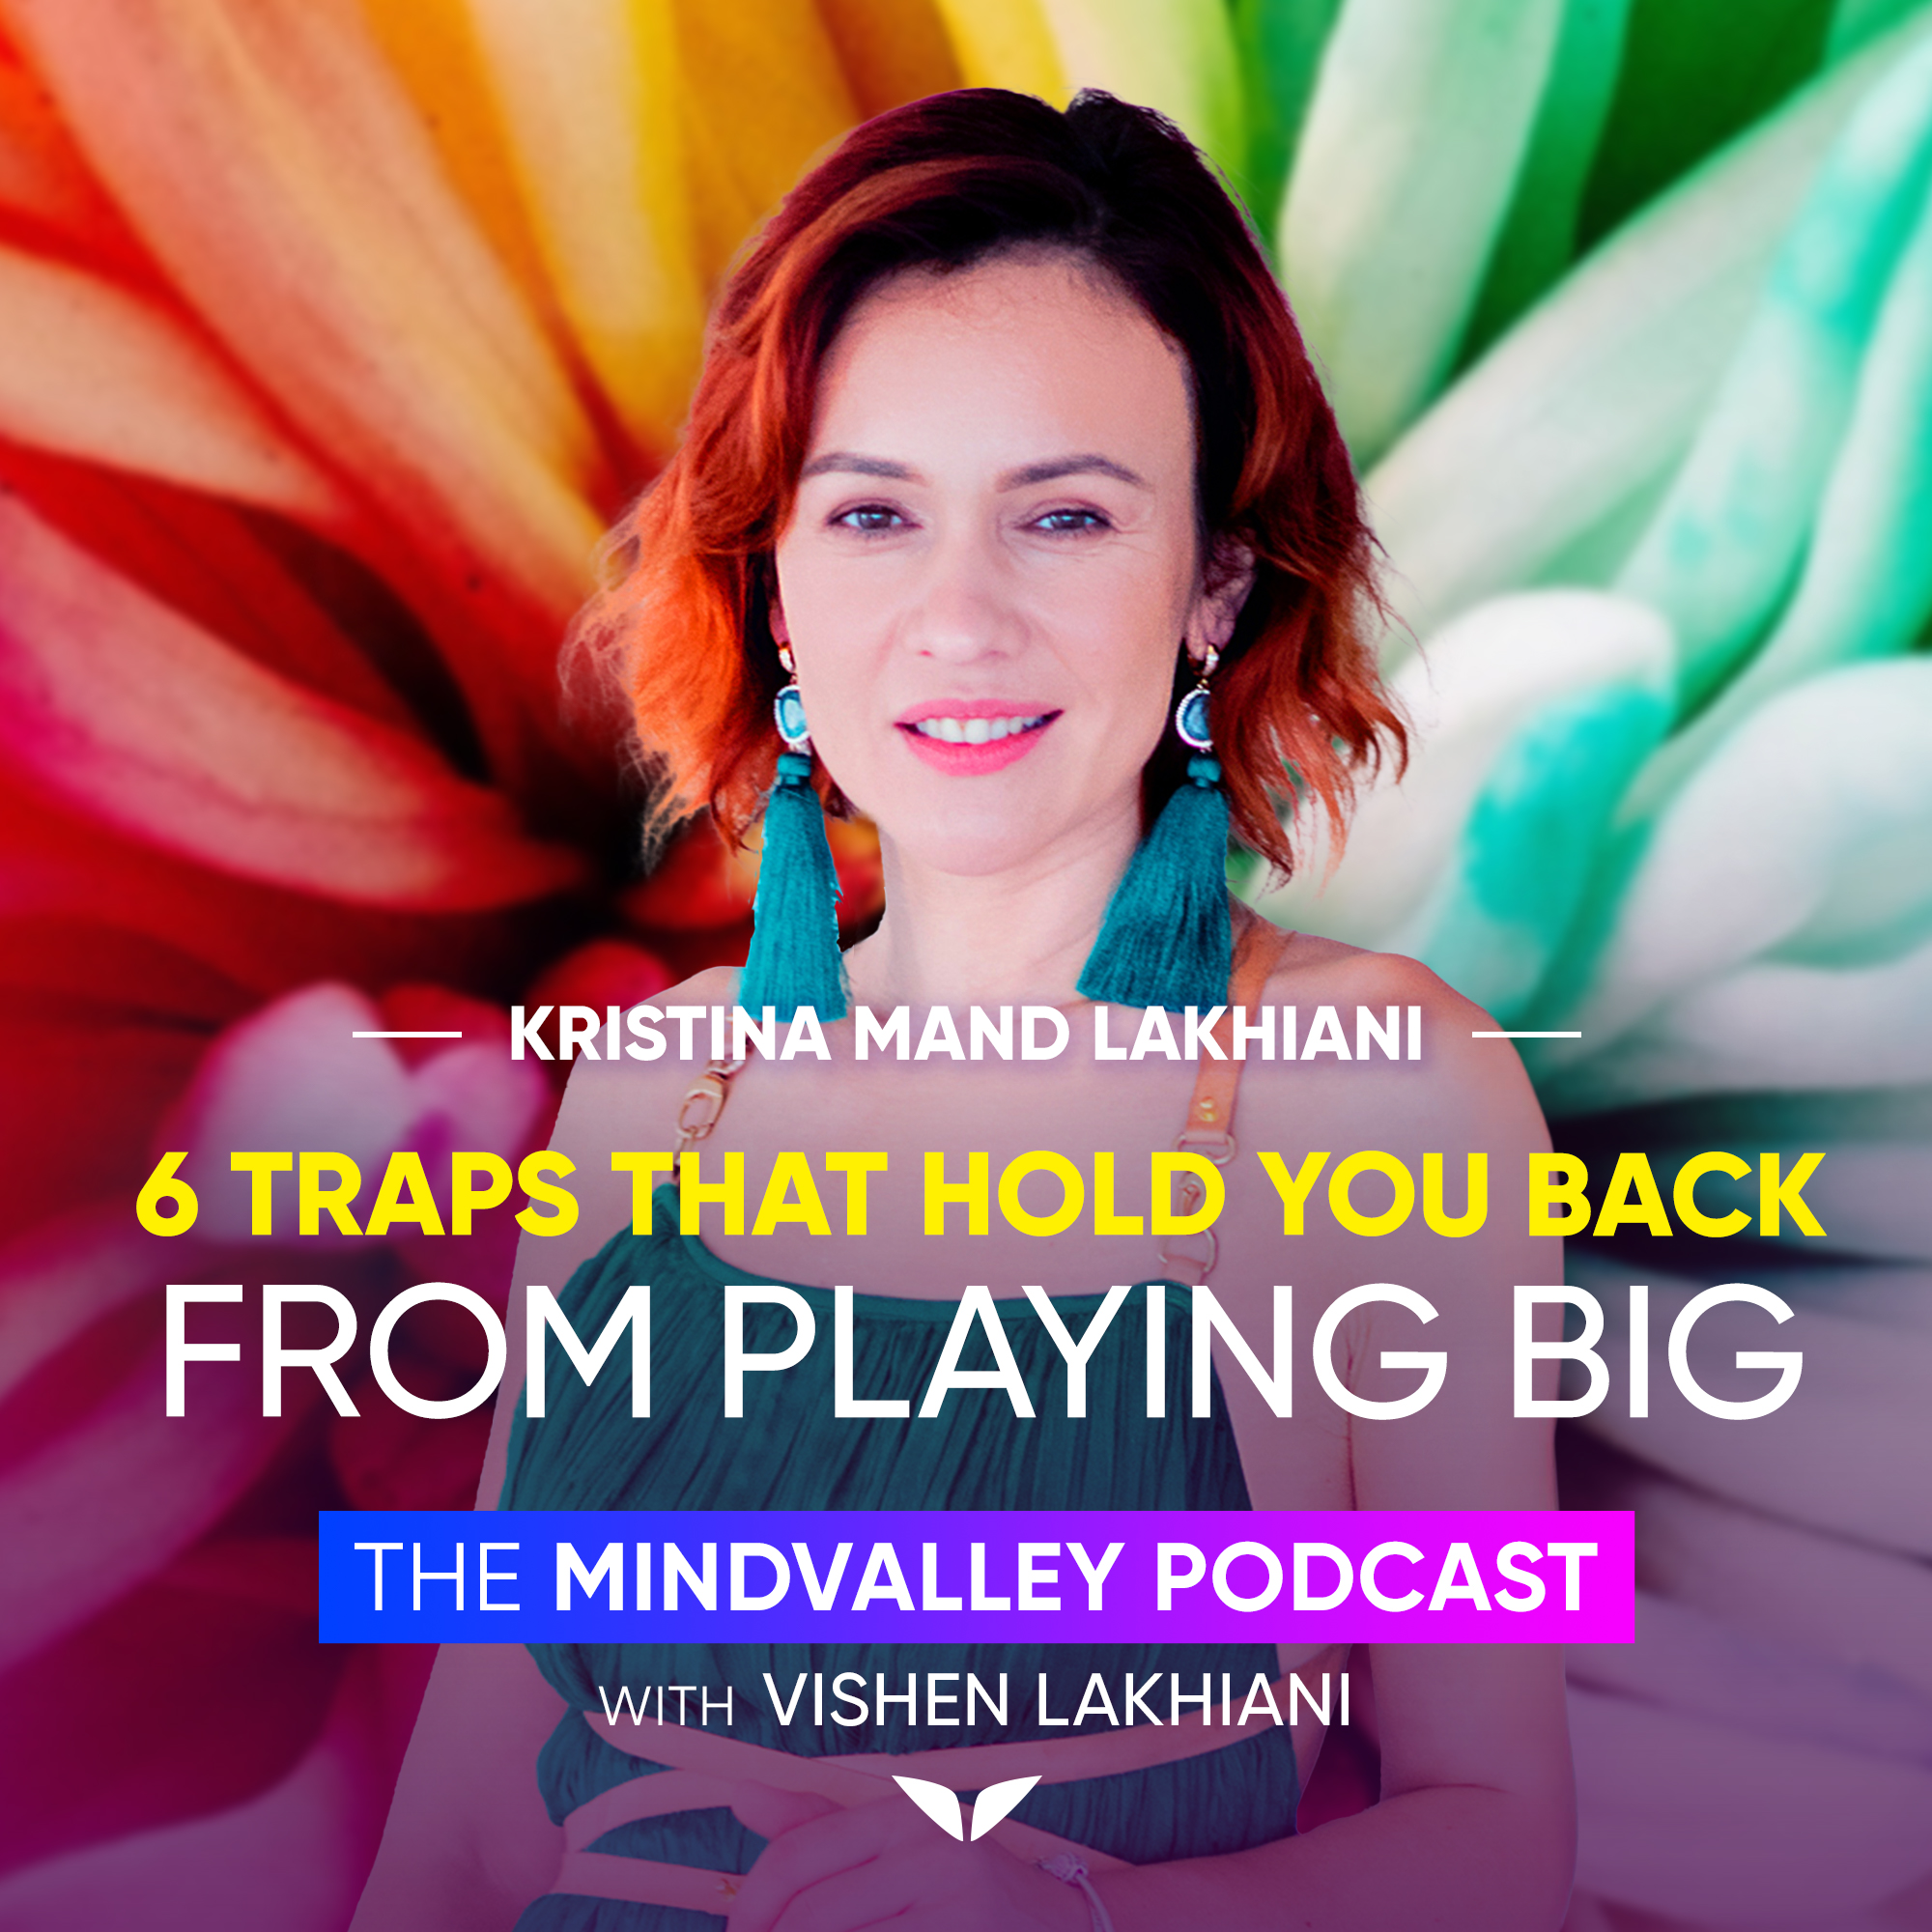 KRISTINA MAND LAKHIANI
6 TRAPS THAT HOLD YOU BACK
FROM PLAYING BIG
THE MINDVALLEY PODCAST
WITH VISHEN LAKHIANI